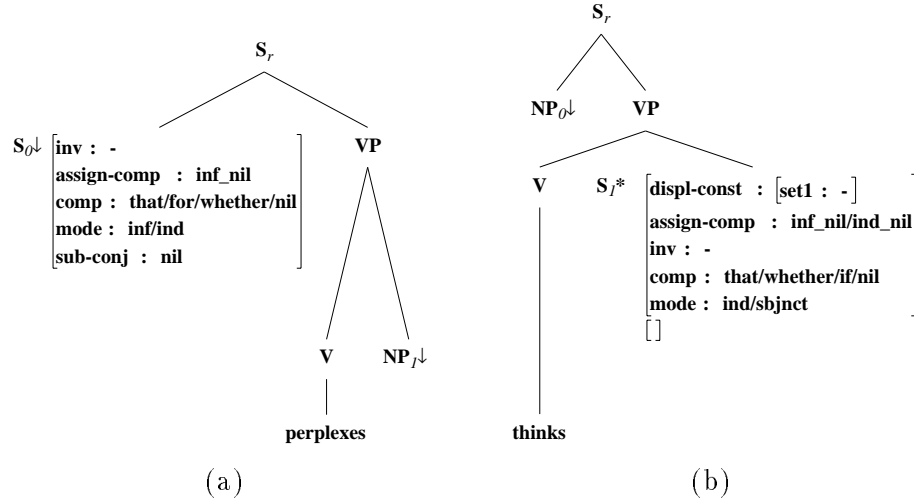 S_r
S_0↓
inv : -
assign-comp : inf_nil
comp : that/for/whether/nil
mode : inf/ind
sub-conj : nil
VP
V
NP_1↓
perplexes
(a)
S_r
NP_0↓ VP
V
S_1*
displ-const : [set1 : -]
assign-comp : inf_nil/ind_nil
inv : -
comp : that/whether/if/nil
mode : ind/sbjnct
[ ]
thinks
(b)